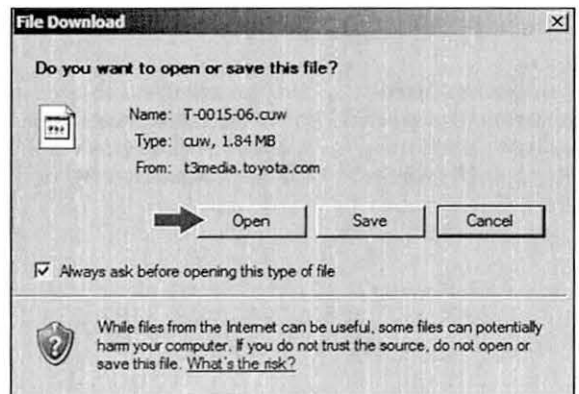 File Download
Do you want to open or save this file?
Name: T-0015-06.cuw
Type: cuw, 1.84 MB
From: t3media.toyota.com
Open Save Cancel
Always ask before opening this type of file
While files from the Internet can be useful, some files can potentially
harm your computer. If you do not trust the source, do not open or
save this file. What's the risk?